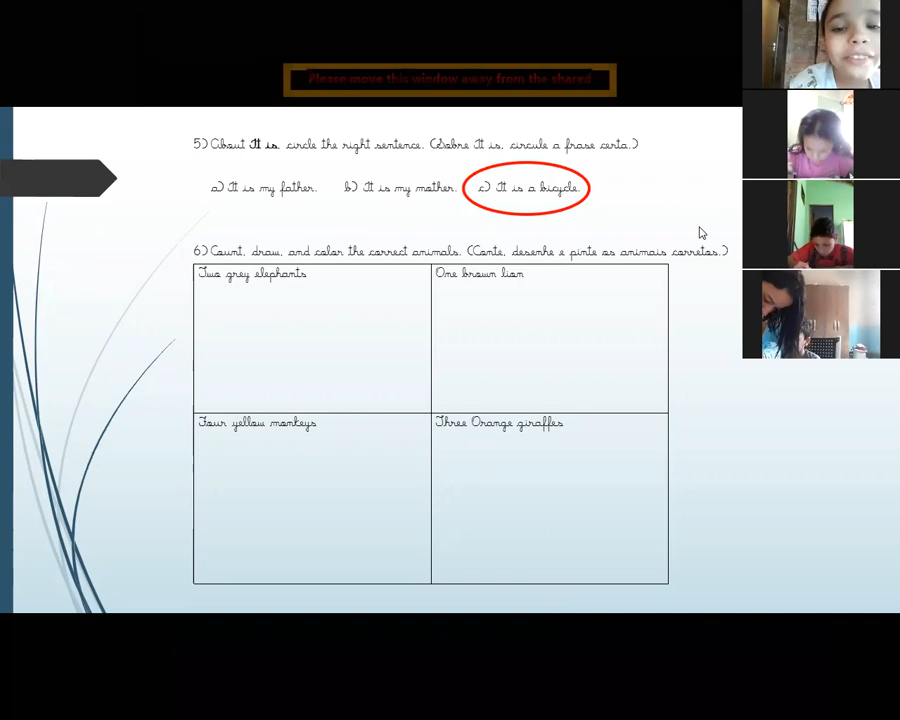 Please move this window away from the shared
5) About It is, circle the right sentence. (Sobre It is, circule a frase certa.)
a) It is my father. b) It is my mother. c) It is a bicycle.
6) Count, draw, and color the correct animals. (Conte, desenhe e pinte os animais corretos.)
Two grey elephants One brown lion
Four yellow monkeys Three Orange giraffes